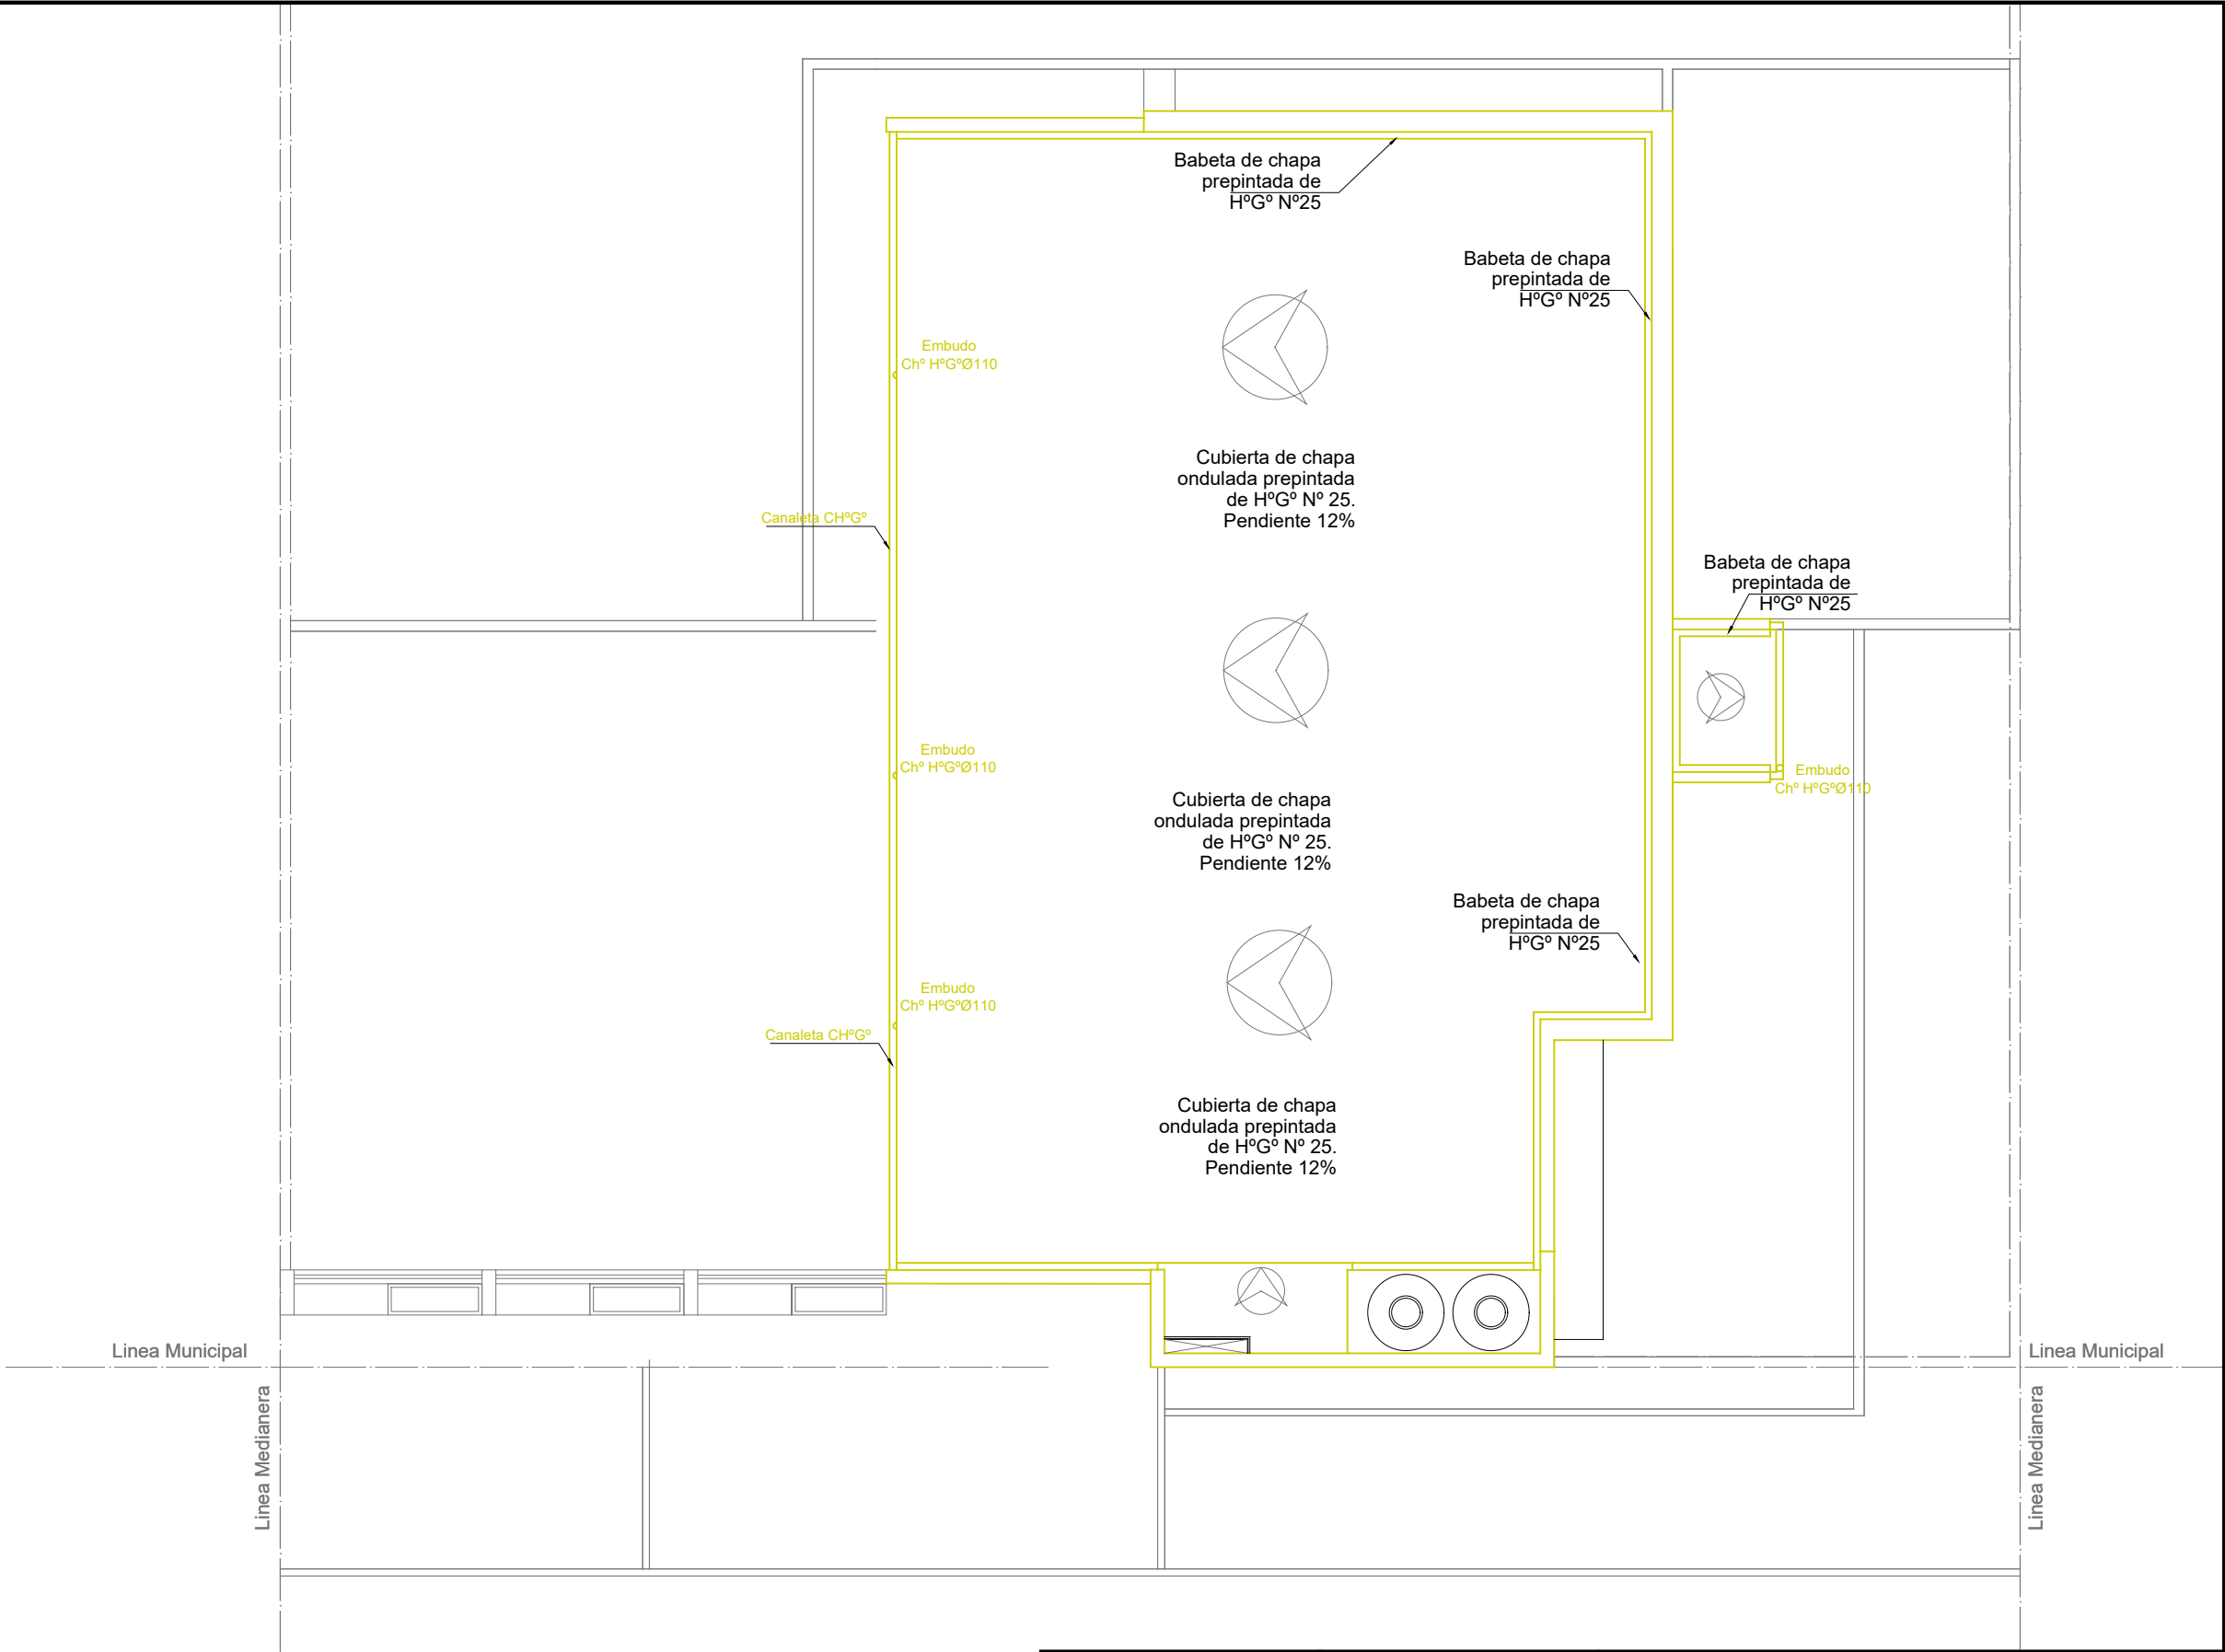 Babeta de chapa
prepintada de
HºGº Nº25
Babeta de chapa
prepintada de
HºGº Nº25
Embudo
Chº HºGºØ110
Cubierta de chapa
ondulada prepintada
de HºGº Nº 25.
Pendiente 12%
Canaleta CHºGº
Babeta de chapa
prepintada de
HºGº Nº25
Embudo
Chº HºGºØ110
Embudo
Chº HºGºØ110
Cubierta de chapa
ondulada prepintada
de HºGº Nº 25.
Pendiente 12%
Babeta de chapa
prepintada de
HºGº Nº25
Embudo
Chº HºGºØ110
Canaleta CHºGº
Cubierta de chapa
ondulada prepintada
de HºGº Nº 25.
Pendiente 12%
Linea Municipal
Linea Municipal
Linea Medianera
Linea Medianera